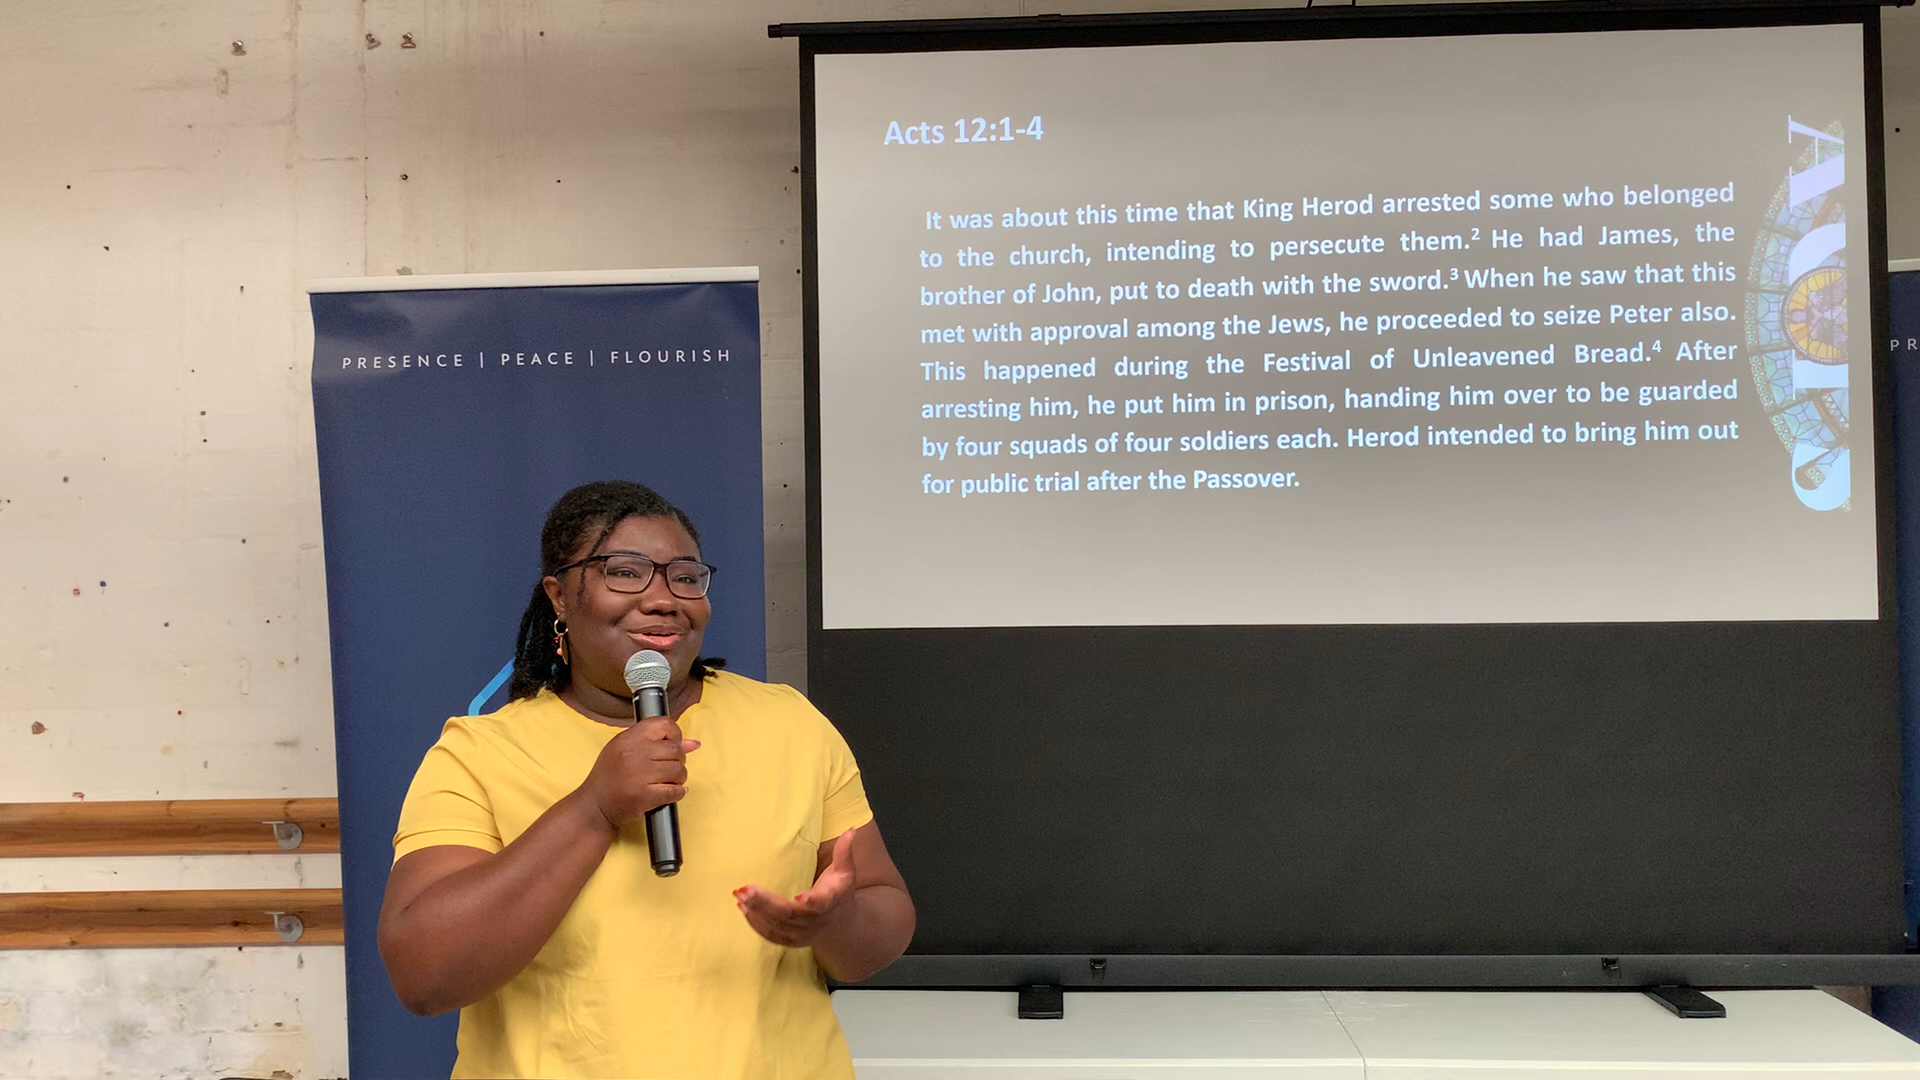 PRESENCE | PEACE | FLOURISH
Acts 12:1-4
It was about this time that King Herod arrested some who belonged
to the church, intending to persecute them.² He had James, the
brother of John, put to death with the sword.³ When he saw that this
met with approval among the Jews, he proceeded to seize Peter also.
This happened during the Festival of Unleavened Bread.⁴ After
arresting him, he put him in prison, handing him over to be guarded
by four squads of four soldiers each. Herod intended to bring him out
for public trial after the Passover.
ACTS
PR